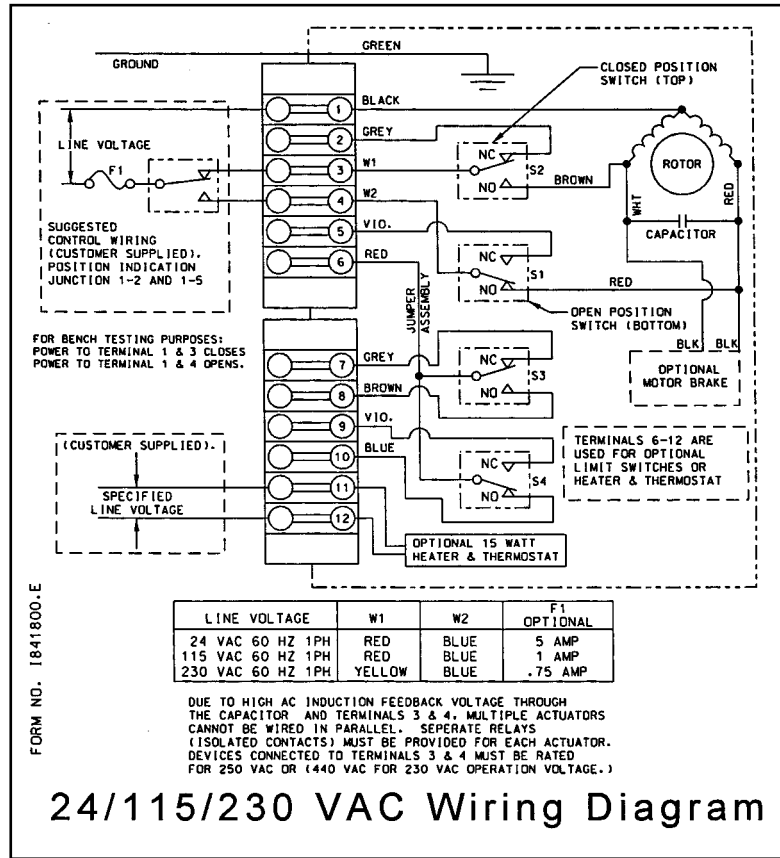 GREEN
GROUND
CLOSED POSITION
SWITCH (TOP)
1
BLACK
2
GREY
LINE VOLTAGE
F1
3
W1
NC
S2
NO
BROWN
ROTOR
4
W2
WHT
RED
CAPACITOR
SUGGESTED
CONTROL WIRING
(CUSTOMER SUPPLIED).
POSITION INDICATION
JUNCTION 1-2 AND 1-5
5
VIO.
6
RED
NC
S1
NO
RED
JUMPER
ASSEMBLY
OPEN POSITION
SWITCH (BOTTOM)
FOR BENCH TESTING PURPOSES:
POWER TO TERMINAL 1 & 3 CLOSES
POWER TO TERMINAL 1 & 4 OPENS.
BLK
BLK
7
GREY
NC
S3
NO
OPTIONAL
MOTOR BRAKE
8
BROWN
9
VIO.
(CUSTOMER SUPPLIED).
10
BLUE
NC
S4
NO
TERMINALS 6-12 ARE
USED FOR OPTIONAL
LIMIT SWITCHES OR
HEATER & THERMOSTAT
SPECIFIED
LINE VOLTAGE
11
12
OPTIONAL 15 WATT
HEATER & THERMOSTAT
LINE VOLTAGE W1 W2 F1 OPTIONAL
24 VAC 60 HZ 1PH RED BLUE 5 AMP
115 VAC 60 HZ 1PH RED BLUE 1 AMP
230 VAC 60 HZ 1PH YELLOW BLUE .75 AMP
FORM NO. I841800.E
DUE TO HIGH AC INDUCTION FEEDBACK VOLTAGE THROUGH
THE CAPACITOR AND TERMINALS 3 & 4. MULTIPLE ACTUATORS
CANNOT BE WIRED IN PARALLEL. SEPERATE RELAYS
(ISOLATED CONTACTS) MUST BE PROVIDED FOR EACH ACTUATOR.
DEVICES CONNECTED TO TERMINALS 3 & 4 MUST BE RATED
FOR 250 VAC OR (440 VAC FOR 230 VAC OPERATION VOLTAGE.)
24/115/230 VAC Wiring Diagram